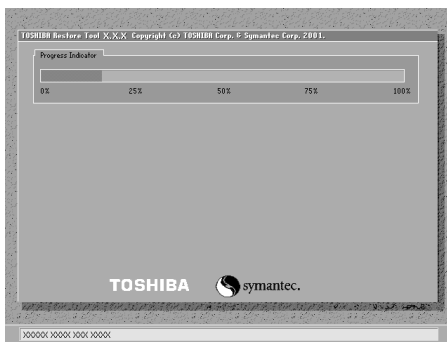 TOSHIBA Restore Tool X.X.X Copyright (c) TOSHIBA Corp. & Symantec Corp. 2001.
Progress Indicator
0% 25% 50% 75% 100%
TOSHIBA symantec.
XXXXX XXXX XXX XXXX